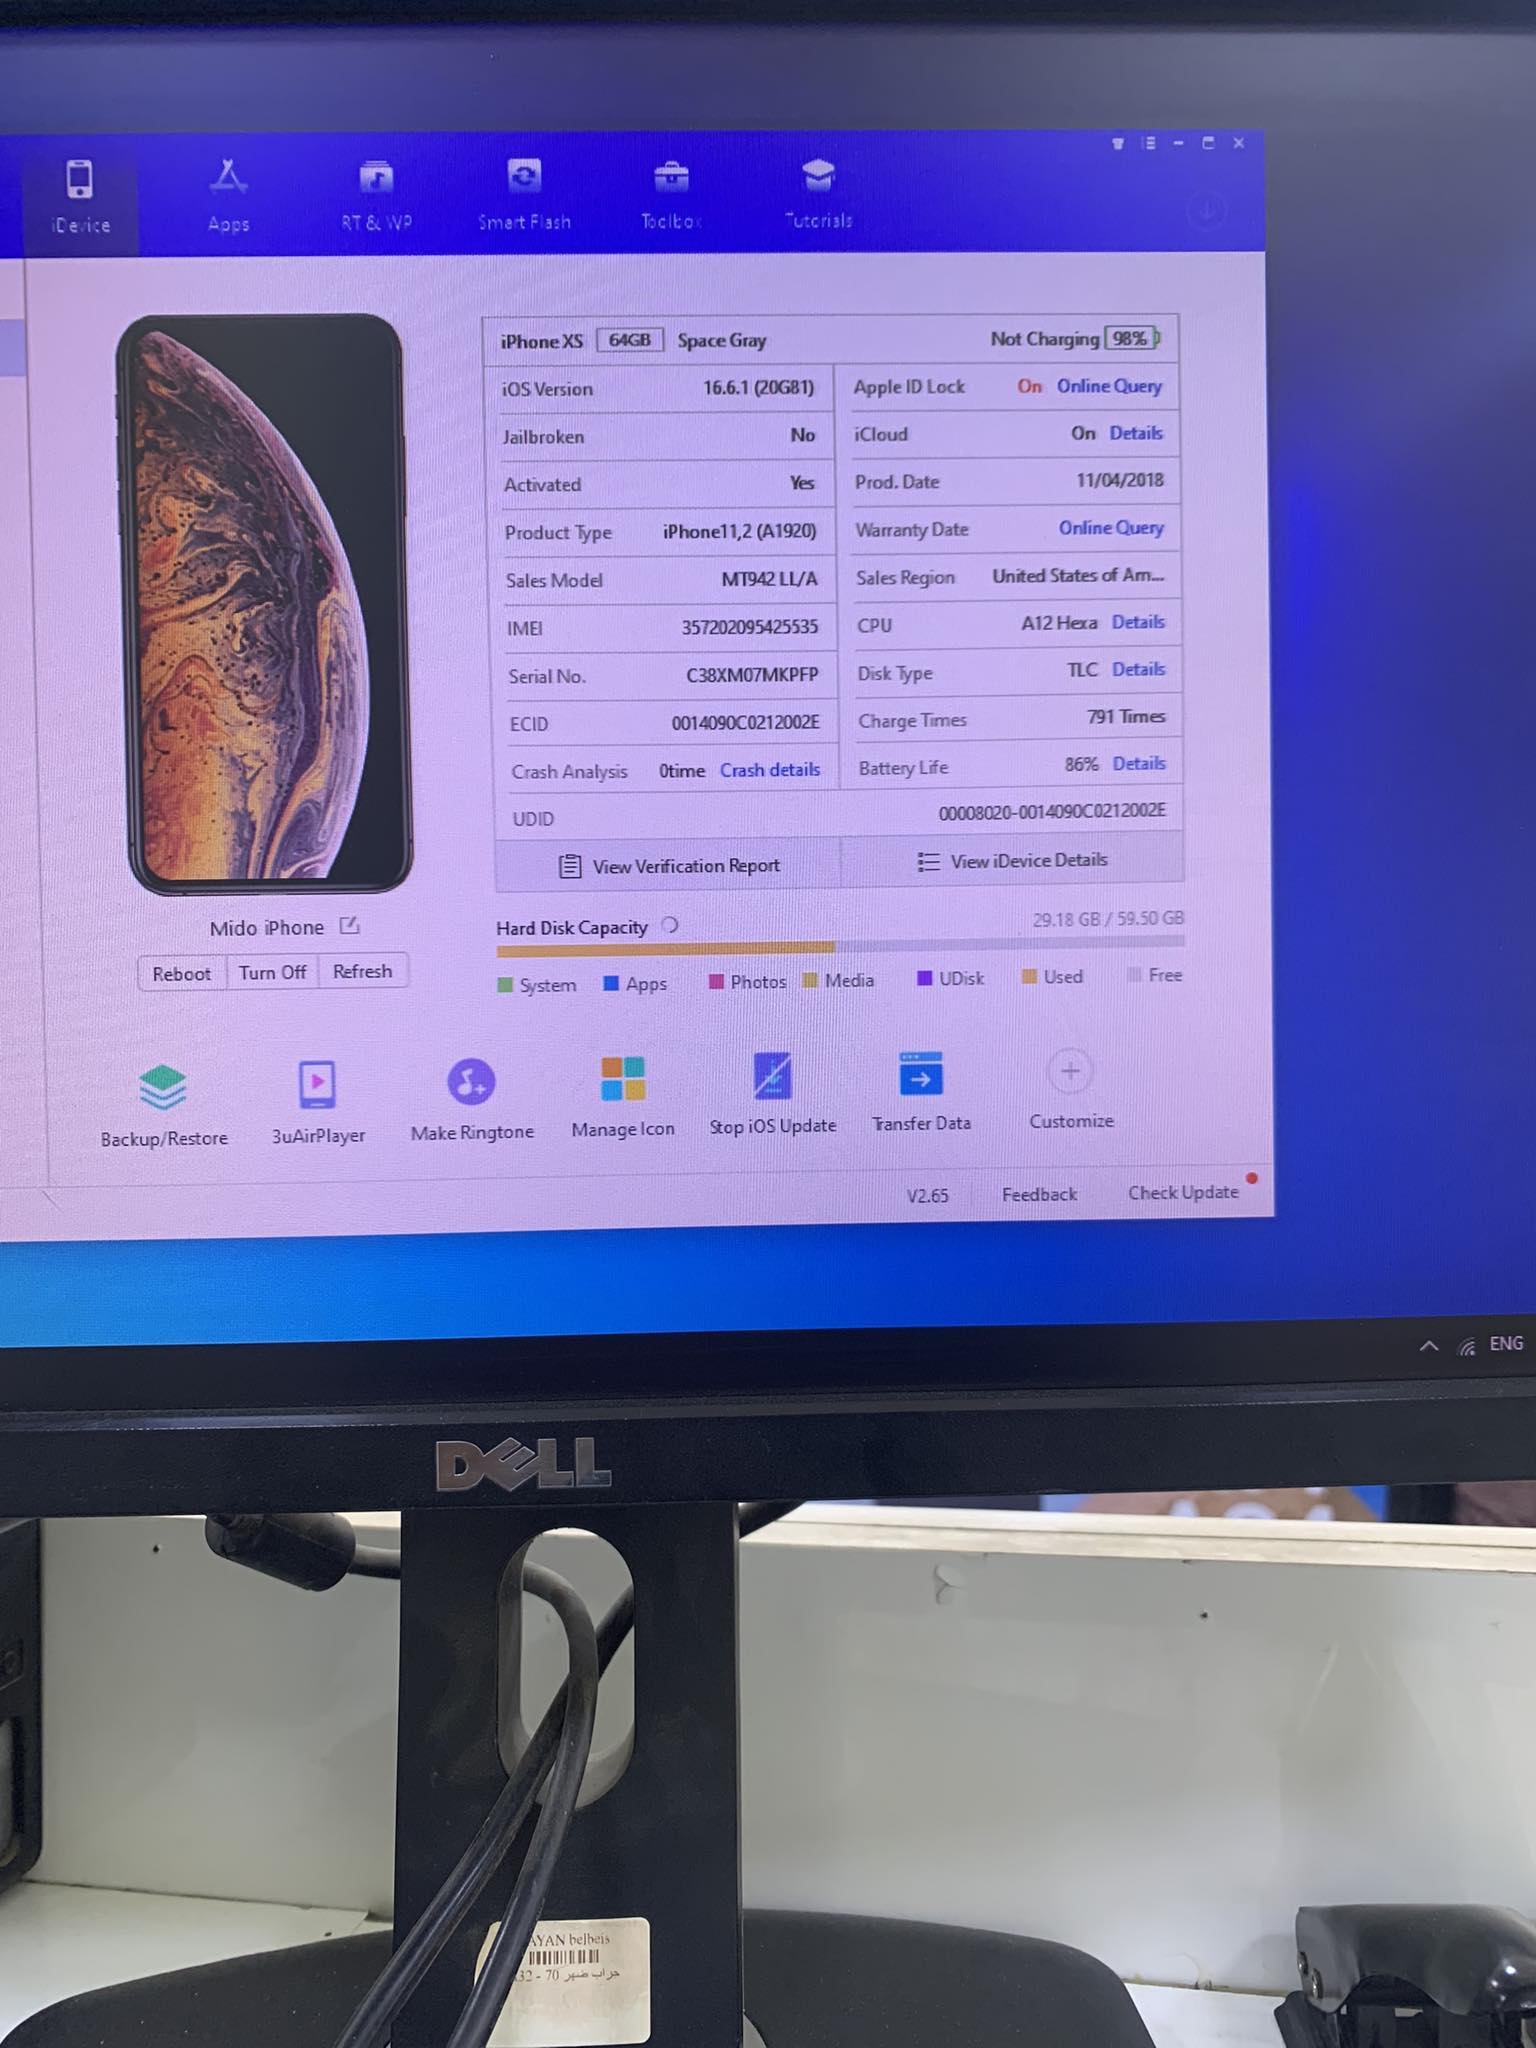 iDevice
Apps
RT & WP
Smart Flash
Toolbox
Tutorials
iPhone XS 64GB Space Gray Not Charging 98%
iOS Version 16.6.1 (20G81) Apple ID Lock On Online Query
Jailbroken No iCloud On Details
Activated Yes Prod. Date 11/04/2018
Product Type iPhone11,2 (A1920) Warranty Date Online Query
Sales Model MT942 LL/A Sales Region United States of Am...
IMEI 357202095425535 CPU A12 Hexa Details
Serial No. C38XM07MKPFP Disk Type TLC Details
ECID 0014090C0212002E Charge Times 791 Times
Crash Analysis 0time Crash details Battery Life 86% Details
UDID 00008020-0014090C0212002E
View Verification Report View iDevice Details
Mido iPhone
Hard Disk Capacity 29.18 GB / 59.50 GB
Reboot Turn Off Refresh
System Apps Photos Media UDisk Used Free
Backup/Restore
3uAirPlayer
Make Ringtone
Manage Icon
Stop iOS Update
Transfer Data
Customize
V2.65 Feedback Check Update
ENG
DELL
AYAN belbeis
32 - 70 جراب ضهر